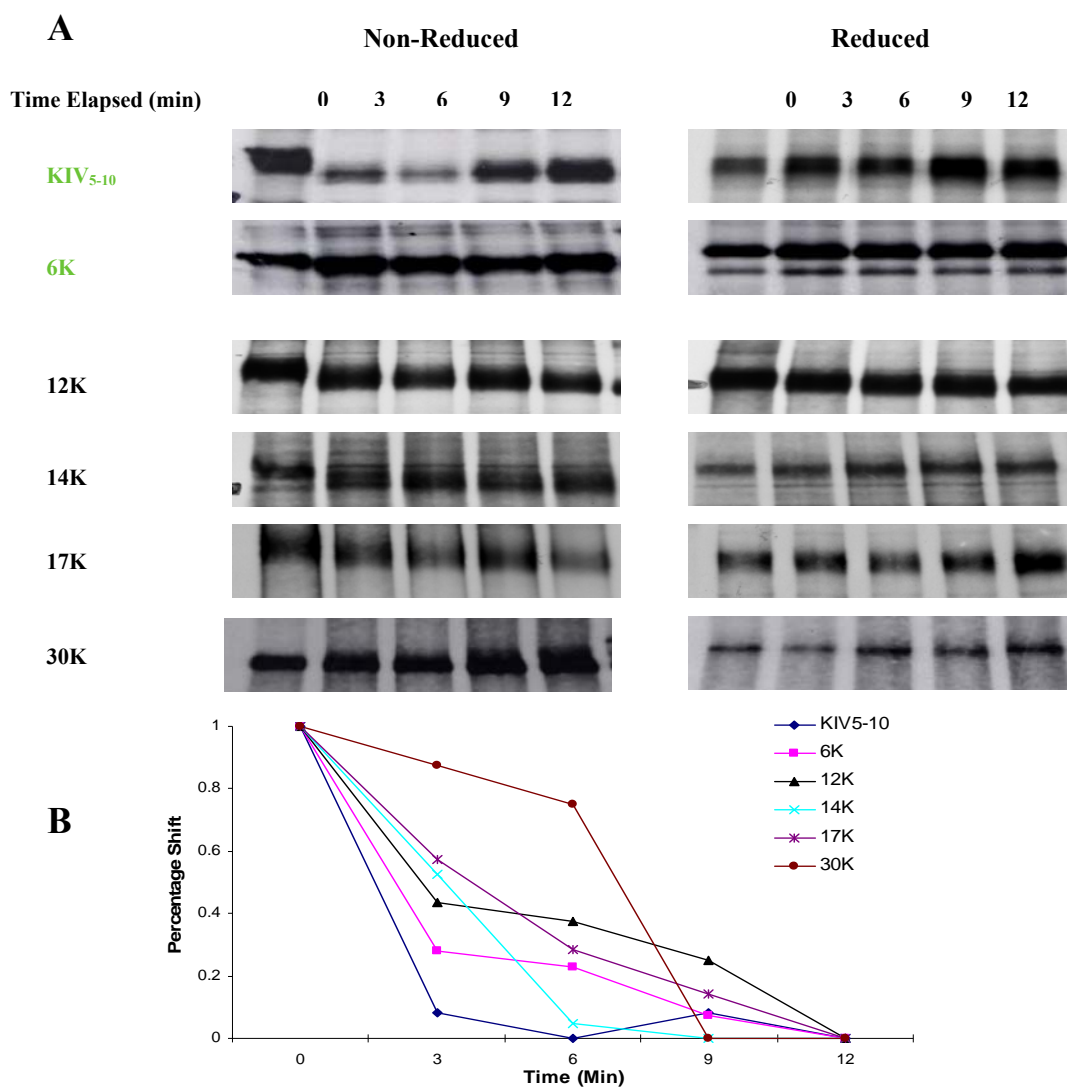 A
Non-Reduced Reduced
Time Elapsed (min) 0 3 6 9 12 0 3 6 9 12
KIV5-10
6K
12K
14K
17K
30K
B
Percentage Shift
1
0.8
0.6
0.4
0.2
0
0 3 6 9 12
Time (Min)
KIV5-10
6K
12K
14K
17K
30K